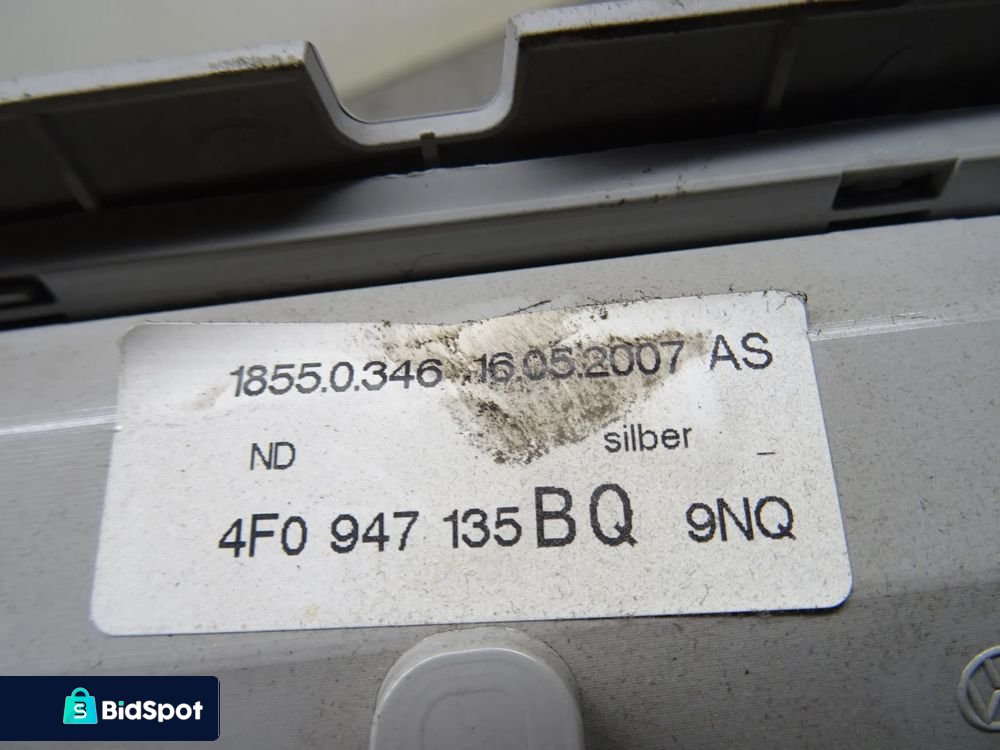 1855.0.346 16.05.2007 AS
ND silber _
4F0 947 135 BQ 9NQ
BidSpot